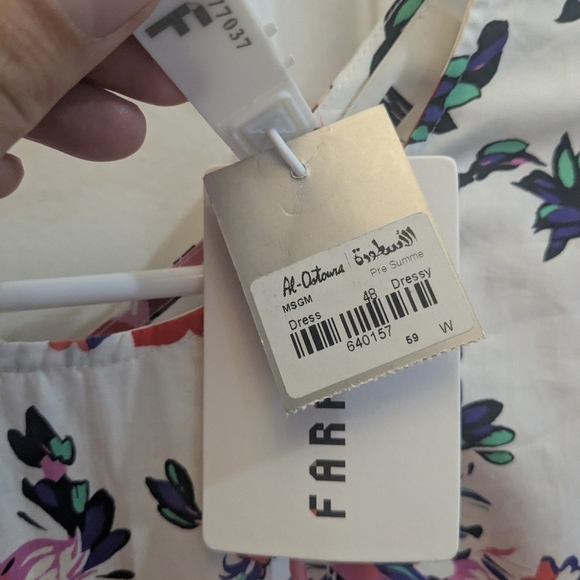 F 77037
Al-Ostoura | الأسطورة
MSGM Pre Summe
Dress 48 Dressy
640157 59 W
FARF